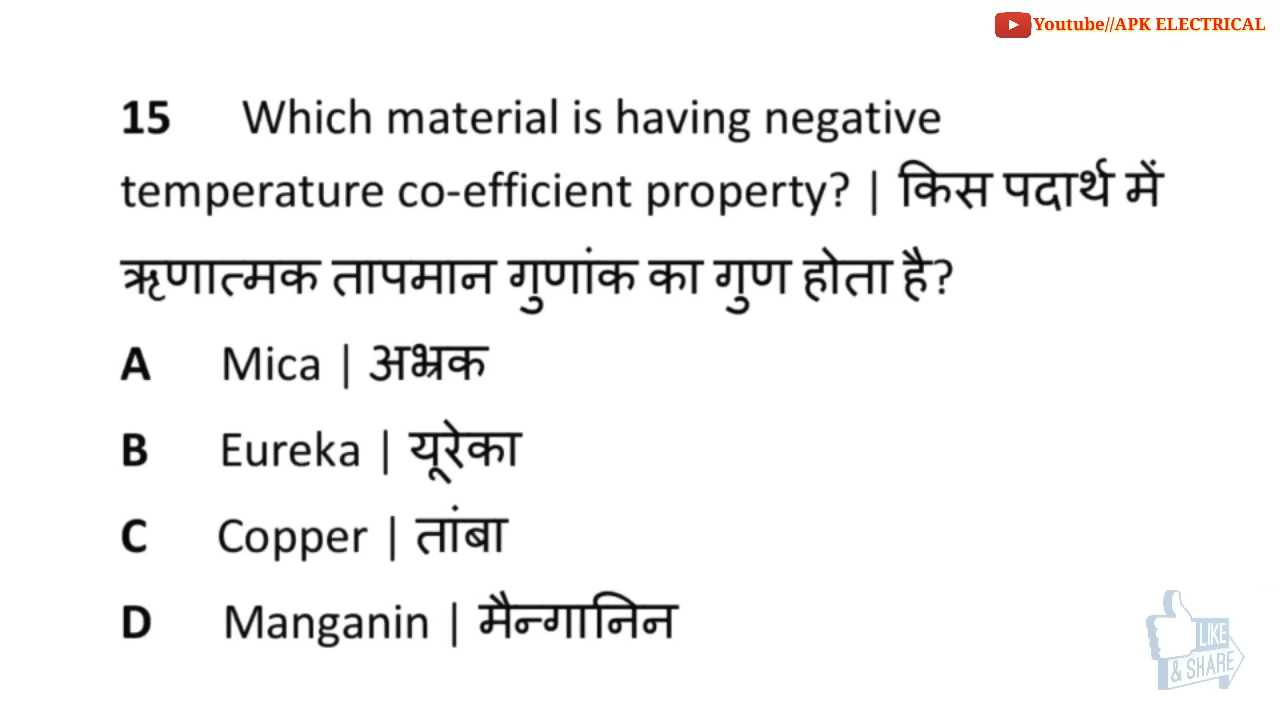 Youtube//APK ELECTRICAL
15 Which material is having negative
temperature co-efficient property? | किस पदार्थ में
ऋणात्मक तापमान गुणांक का गुण होता है?
A Mica | अभ्रक
B Eureka | यूरेका
C Copper | तांबा
D Manganin | मैन्गानिन
LIKE
& SHARE